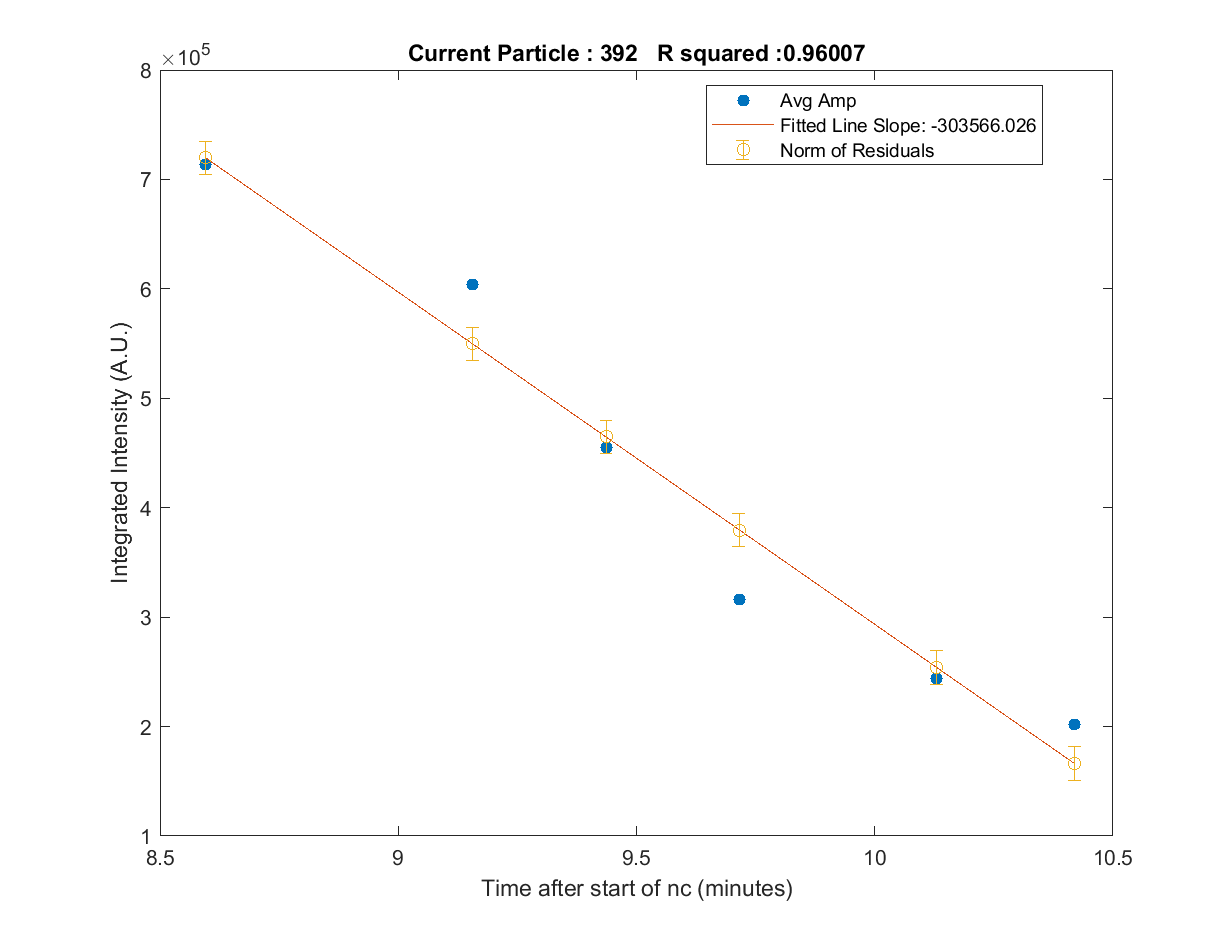 Current Particle : 392   R squared :0.96007
×10^5
Avg Amp
Fitted Line Slope: -303566.026
Norm of Residuals
8
7
6
5
4
3
2
1
Integrated Intensity (A.U.)
8.5 9 9.5 10 10.5
Time after start of nc (minutes)